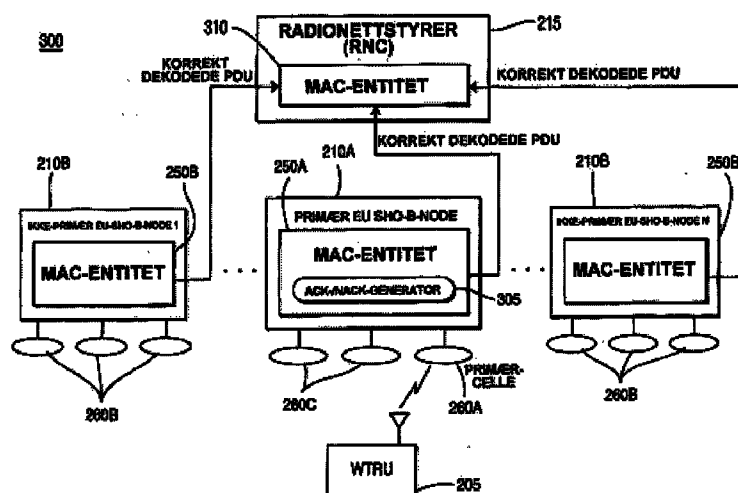 300
310
RADIONETTSTYRER
(RNC)
215
KORREKT
DEKODEDE PDU
MAC-ENTITET
KORREKT DEKODEDE PDU
KORREKT DEKODEDE PDU
210B
250B
250A
210A
210B
250B
IKKE-PRIMÆR EU-SHO-B-NODE 1
MAC-ENTITET
PRIMÆR EU SHO-B-NODE
MAC-ENTITET
ACK-/NACK-GENERATOR
305
IKKE-PRIMÆR EU-SHO-B-NODE N
MAC-ENTITET
260B
260C
PRIMÆR-
CELLE
260A
260B
WTRU
205